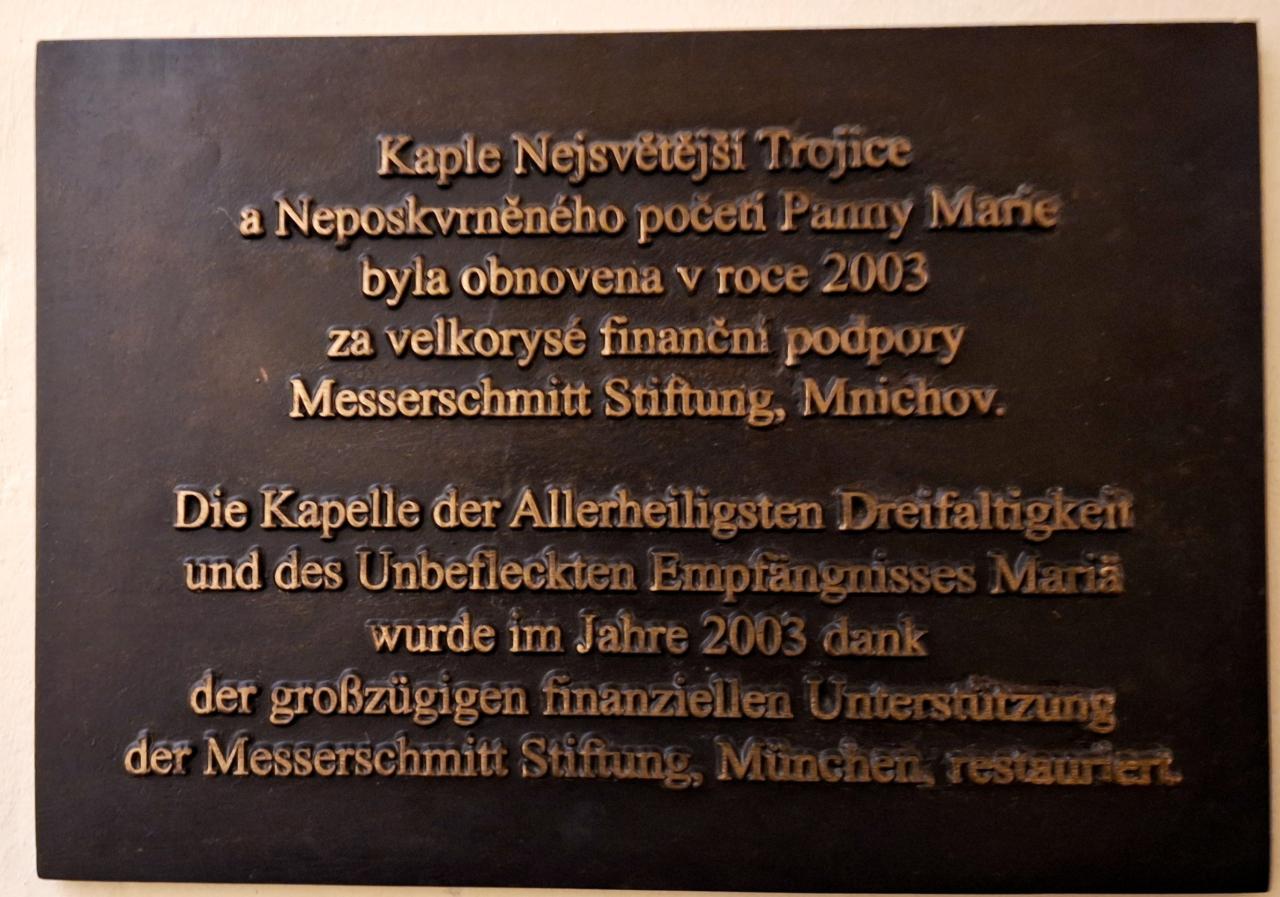 Kaple Nejsvětější Trojice
a Neposkvrněného početí Panny Marie
byla obnovena v roce 2003
za velkorysé finanční podpory
Messerschmitt Stiftung, Mnichov.
Die Kapelle der Allerheiligsten Dreifaltigkeit
und des Unbefleckten Empfängnisses Mariä
wurde im Jahre 2003 dank
der großzügigen finanziellen Unterstützung
der Messerschmitt Stiftung, München, restauriert.